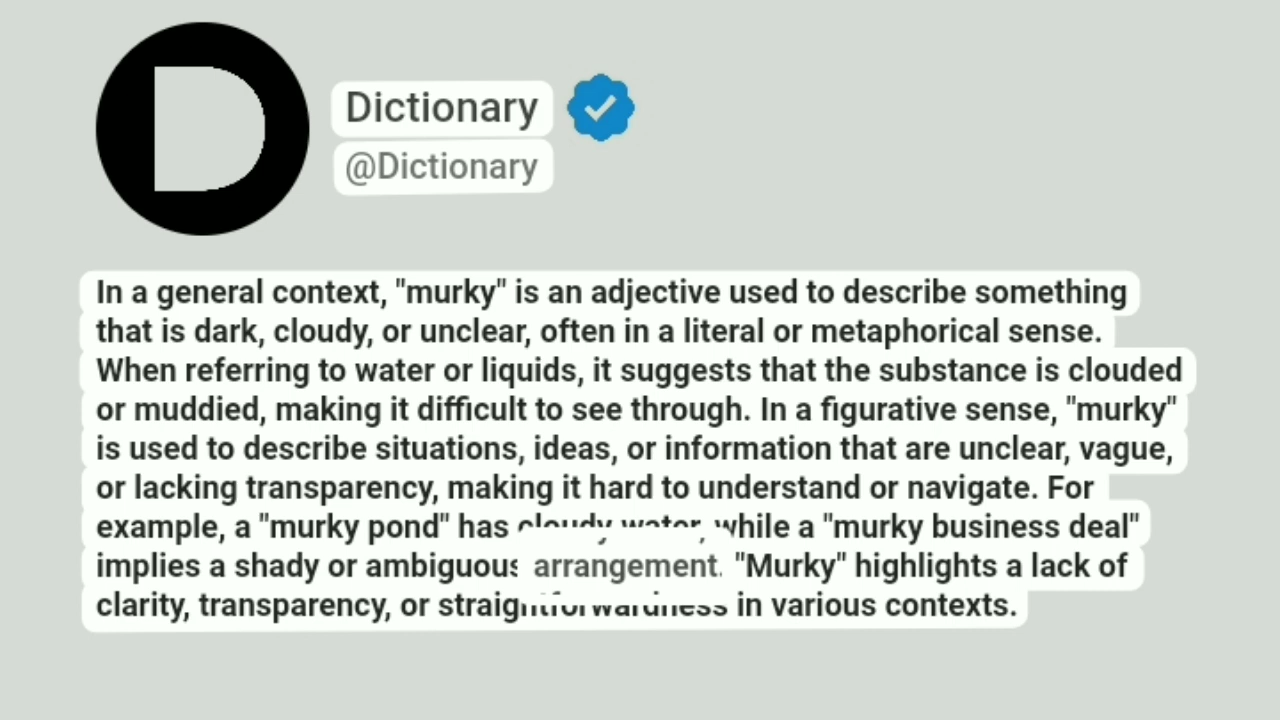 D
Dictionary
@Dictionary
In a general context, "murky" is an adjective used to describe something
that is dark, cloudy, or unclear, often in a literal or metaphorical sense.
When referring to water or liquids, it suggests that the substance is clouded
or muddied, making it difficult to see through. In a figurative sense, "murky"
is used to describe situations, ideas, or information that are unclear, vague,
or lacking transparency, making it hard to understand or navigate. For
example, a "murky pond" has cloudy water, while a "murky business deal"
implies a shady or ambiguous arrangement. "Murky" highlights a lack of
clarity, transparency, or straightforwardness in various contexts.